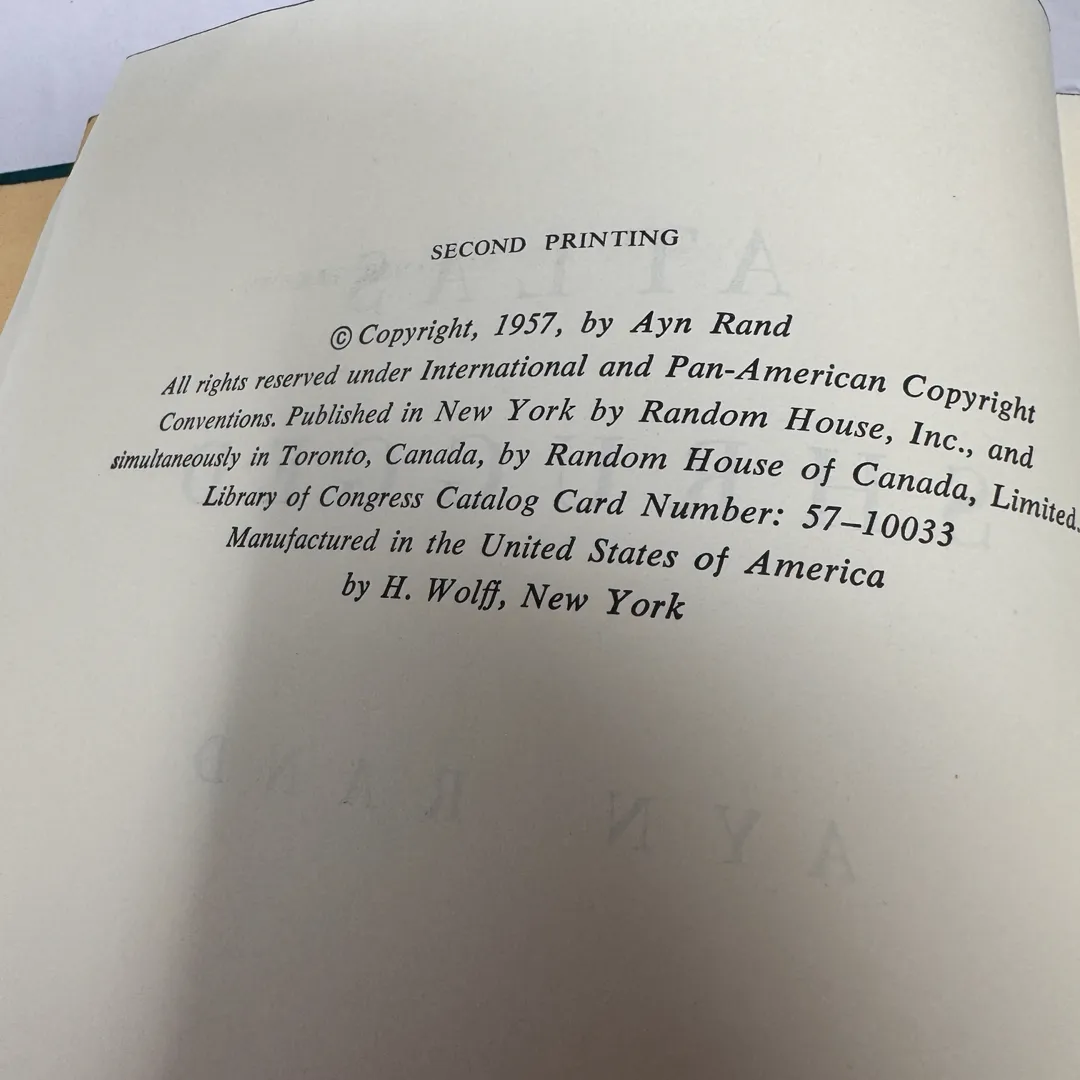 SECOND PRINTING
© Copyright, 1957, by Ayn Rand
All rights reserved under International and Pan-American Copyright
Conventions. Published in New York by Random House, Inc., and
simultaneously in Toronto, Canada, by Random House of Canada, Limited.
Library of Congress Catalog Card Number: 57–10033
Manufactured in the United States of America
by H. Wolff, New York